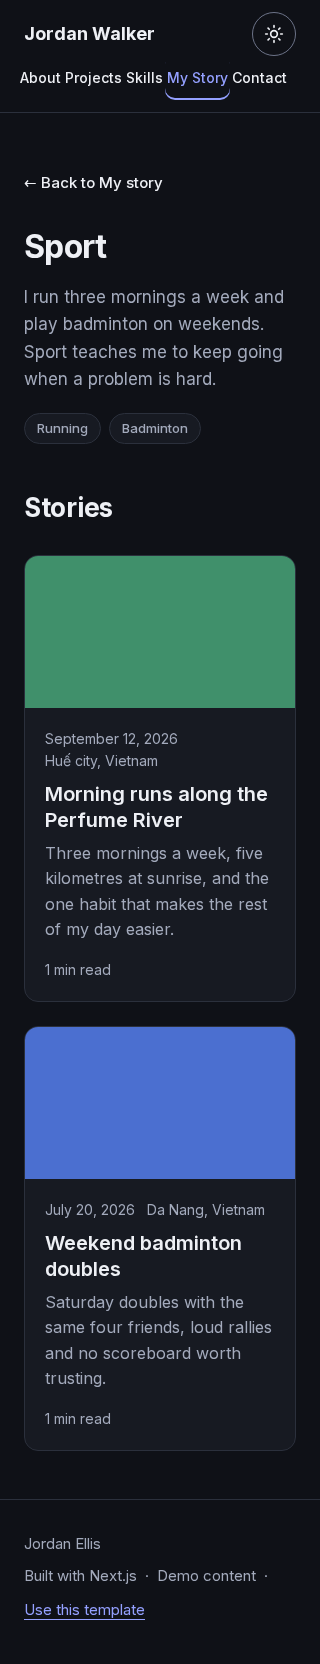 Jordan Walker
About Projects Skills My Story Contact
← Back to My story
Sport
I run three mornings a week and
play badminton on weekends.
Sport teaches me to keep going
when a problem is hard.
Running Badminton
Stories
September 12, 2026
Huế city, Vietnam
Morning runs along the
Perfume River
Three mornings a week, five
kilometres at sunrise, and the
one habit that makes the rest
of my day easier.
1 min read
July 20, 2026 Da Nang, Vietnam
Weekend badminton
doubles
Saturday doubles with the
same four friends, loud rallies
and no scoreboard worth
trusting.
1 min read
Jordan Ellis
Built with Next.js · Demo content ·
Use this template